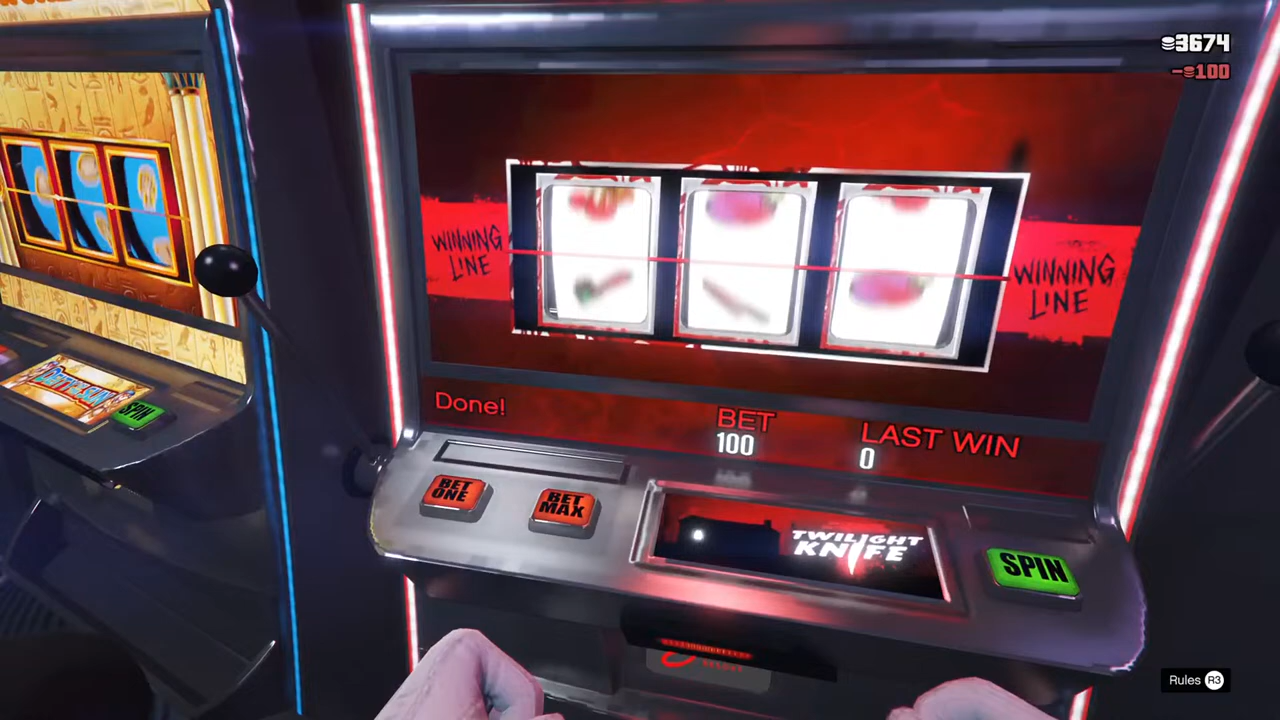 3674
-100
WINNING
LINE
WINNING
LINE
Done!
BET
100
LAST WIN
0
BET
ONE
BET
MAX
TWILIGHT
KNIFE
SPIN
SPIN
Rules R3